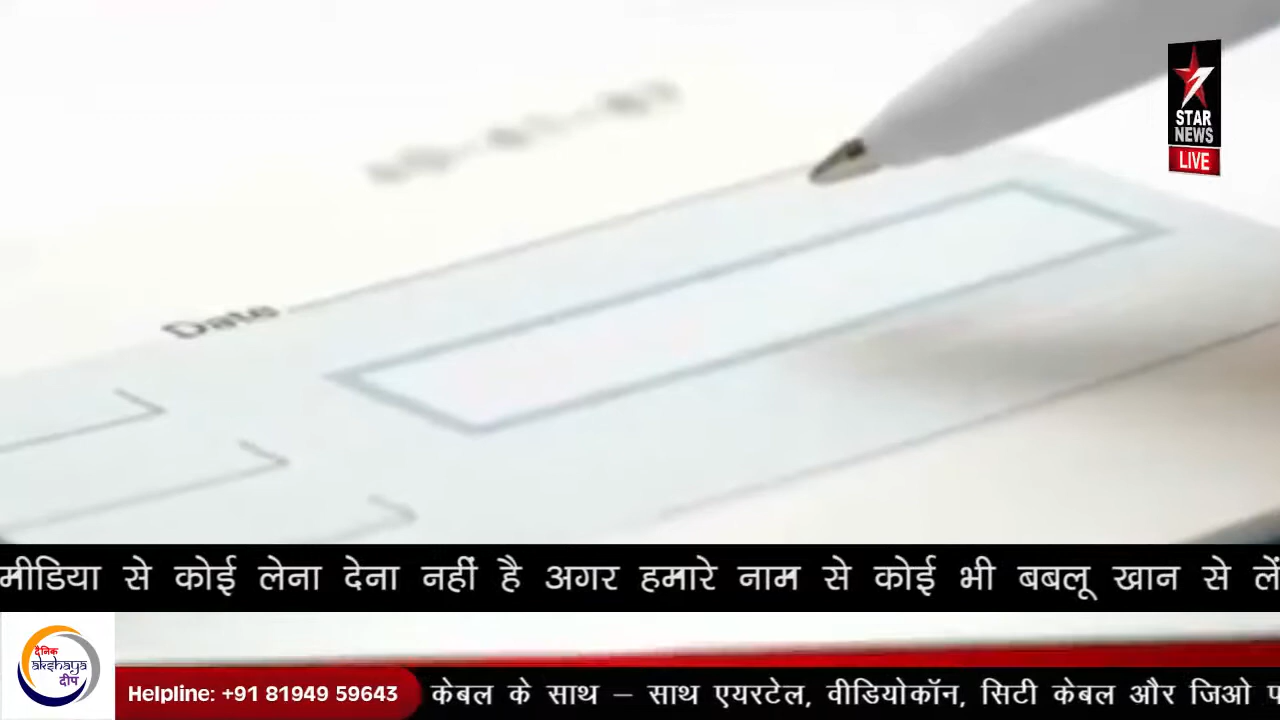 STAR
NEWS
LIVE
Date
मीडिया से कोई लेना देना नहीं है अगर हमारे नाम से कोई भी बबलू खान से लें
दैनिक
akshaya
दीप
Helpline: +91 81949 59643
केबल के साथ – साथ एयरटेल, वीडियोकॉन, सिटी केबल और जिओ